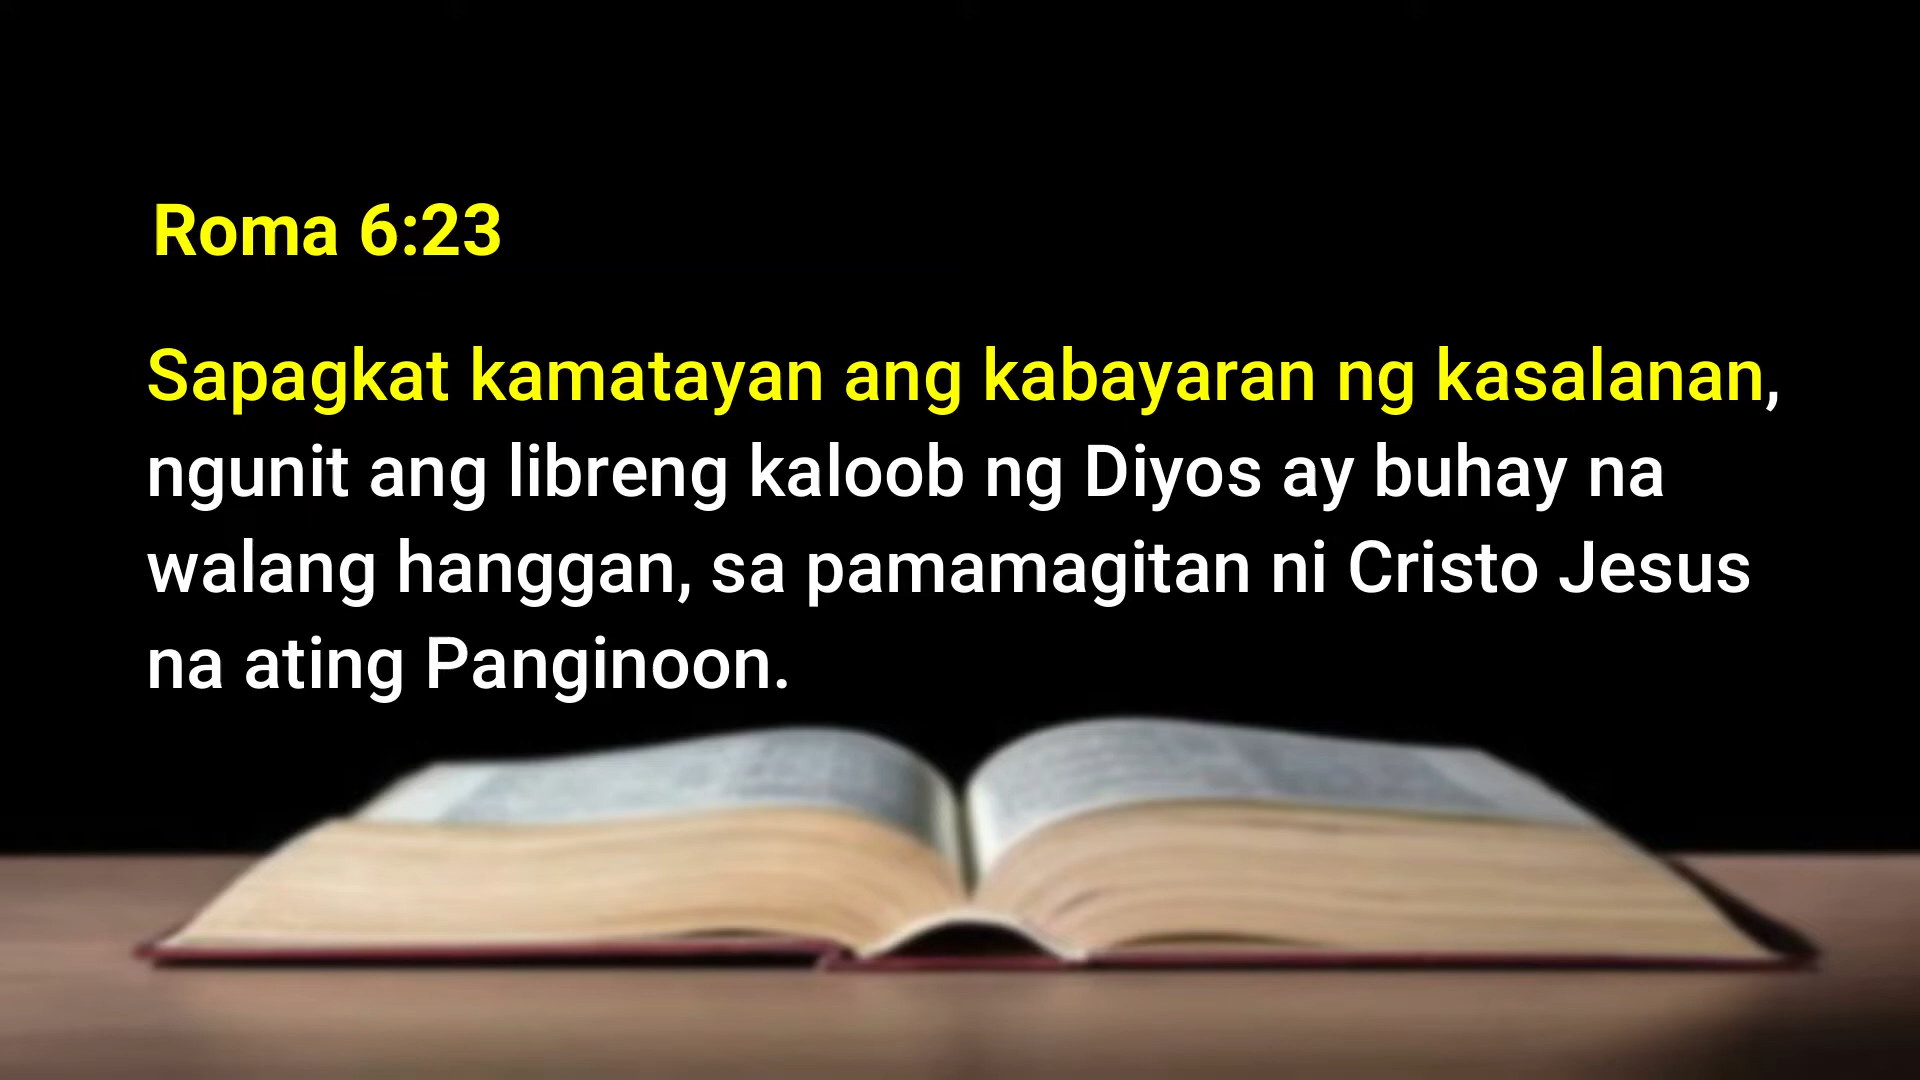 Roma 6:23
Sapagkat kamatayan ang kabayaran ng kasalanan,
ngunit ang libreng kaloob ng Diyos ay buhay na
walang hanggan, sa pamamagitan ni Cristo Jesus
na ating Panginoon.